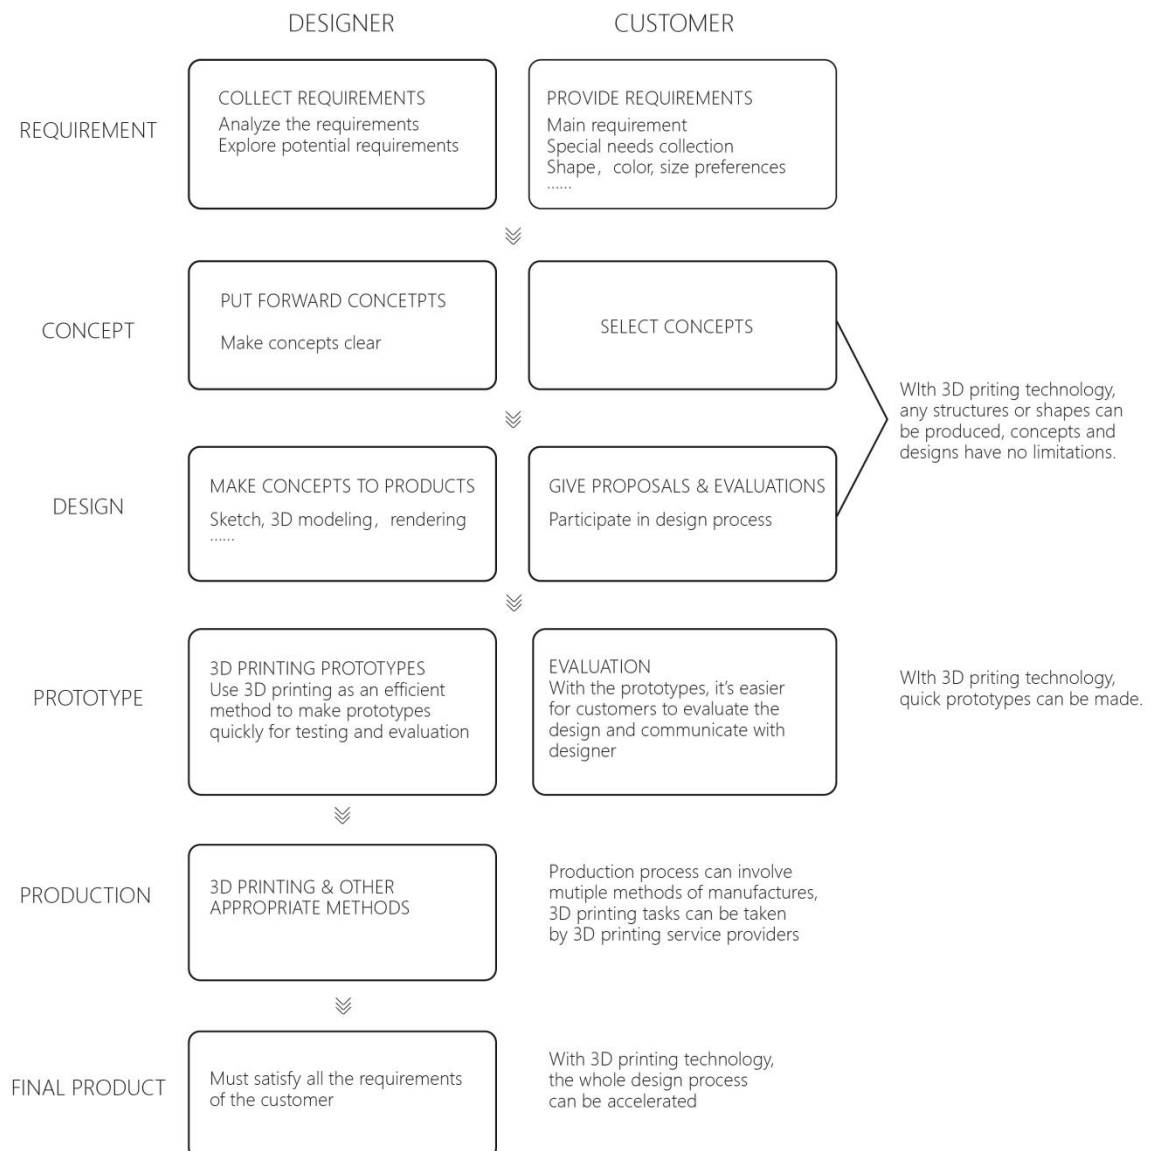 DESIGNER
CUSTOMER
REQUIREMENT
COLLECT REQUIREMENTS
Analyze the requirements
Explore potential requirements
PROVIDE REQUIREMENTS
Main requirement
Special needs collection
Shape, color, size preferences
......
CONCEPT
PUT FORWARD CONCETPTS
Make concepts clear
SELECT CONCEPTS
WIth 3D priting technology,
any structures or shapes can
be produced, concepts and
designs have no limitations.
DESIGN
MAKE CONCEPTS TO PRODUCTS
Sketch, 3D modeling, rendering
......
GIVE PROPOSALS & EVALUATIONS
Participate in design process
PROTOTYPE
3D PRINTING PROTOTYPES
Use 3D printing as an efficient
method to make prototypes
quickly for testing and evaluation
EVALUATION
With the prototypes, it's easier
for customers to evaluate the
design and communicate with
designer
WIth 3D priting technology,
quick prototypes can be made.
PRODUCTION
3D PRINTING & OTHER
APPROPRIATE METHODS
Production process can involve
mutiple methods of manufactures,
3D printing tasks can be taken
by 3D printing service providers
FINAL PRODUCT
Must satisfy all the requirements
of the customer
With 3D printing technology,
the whole design process
can be accelerated